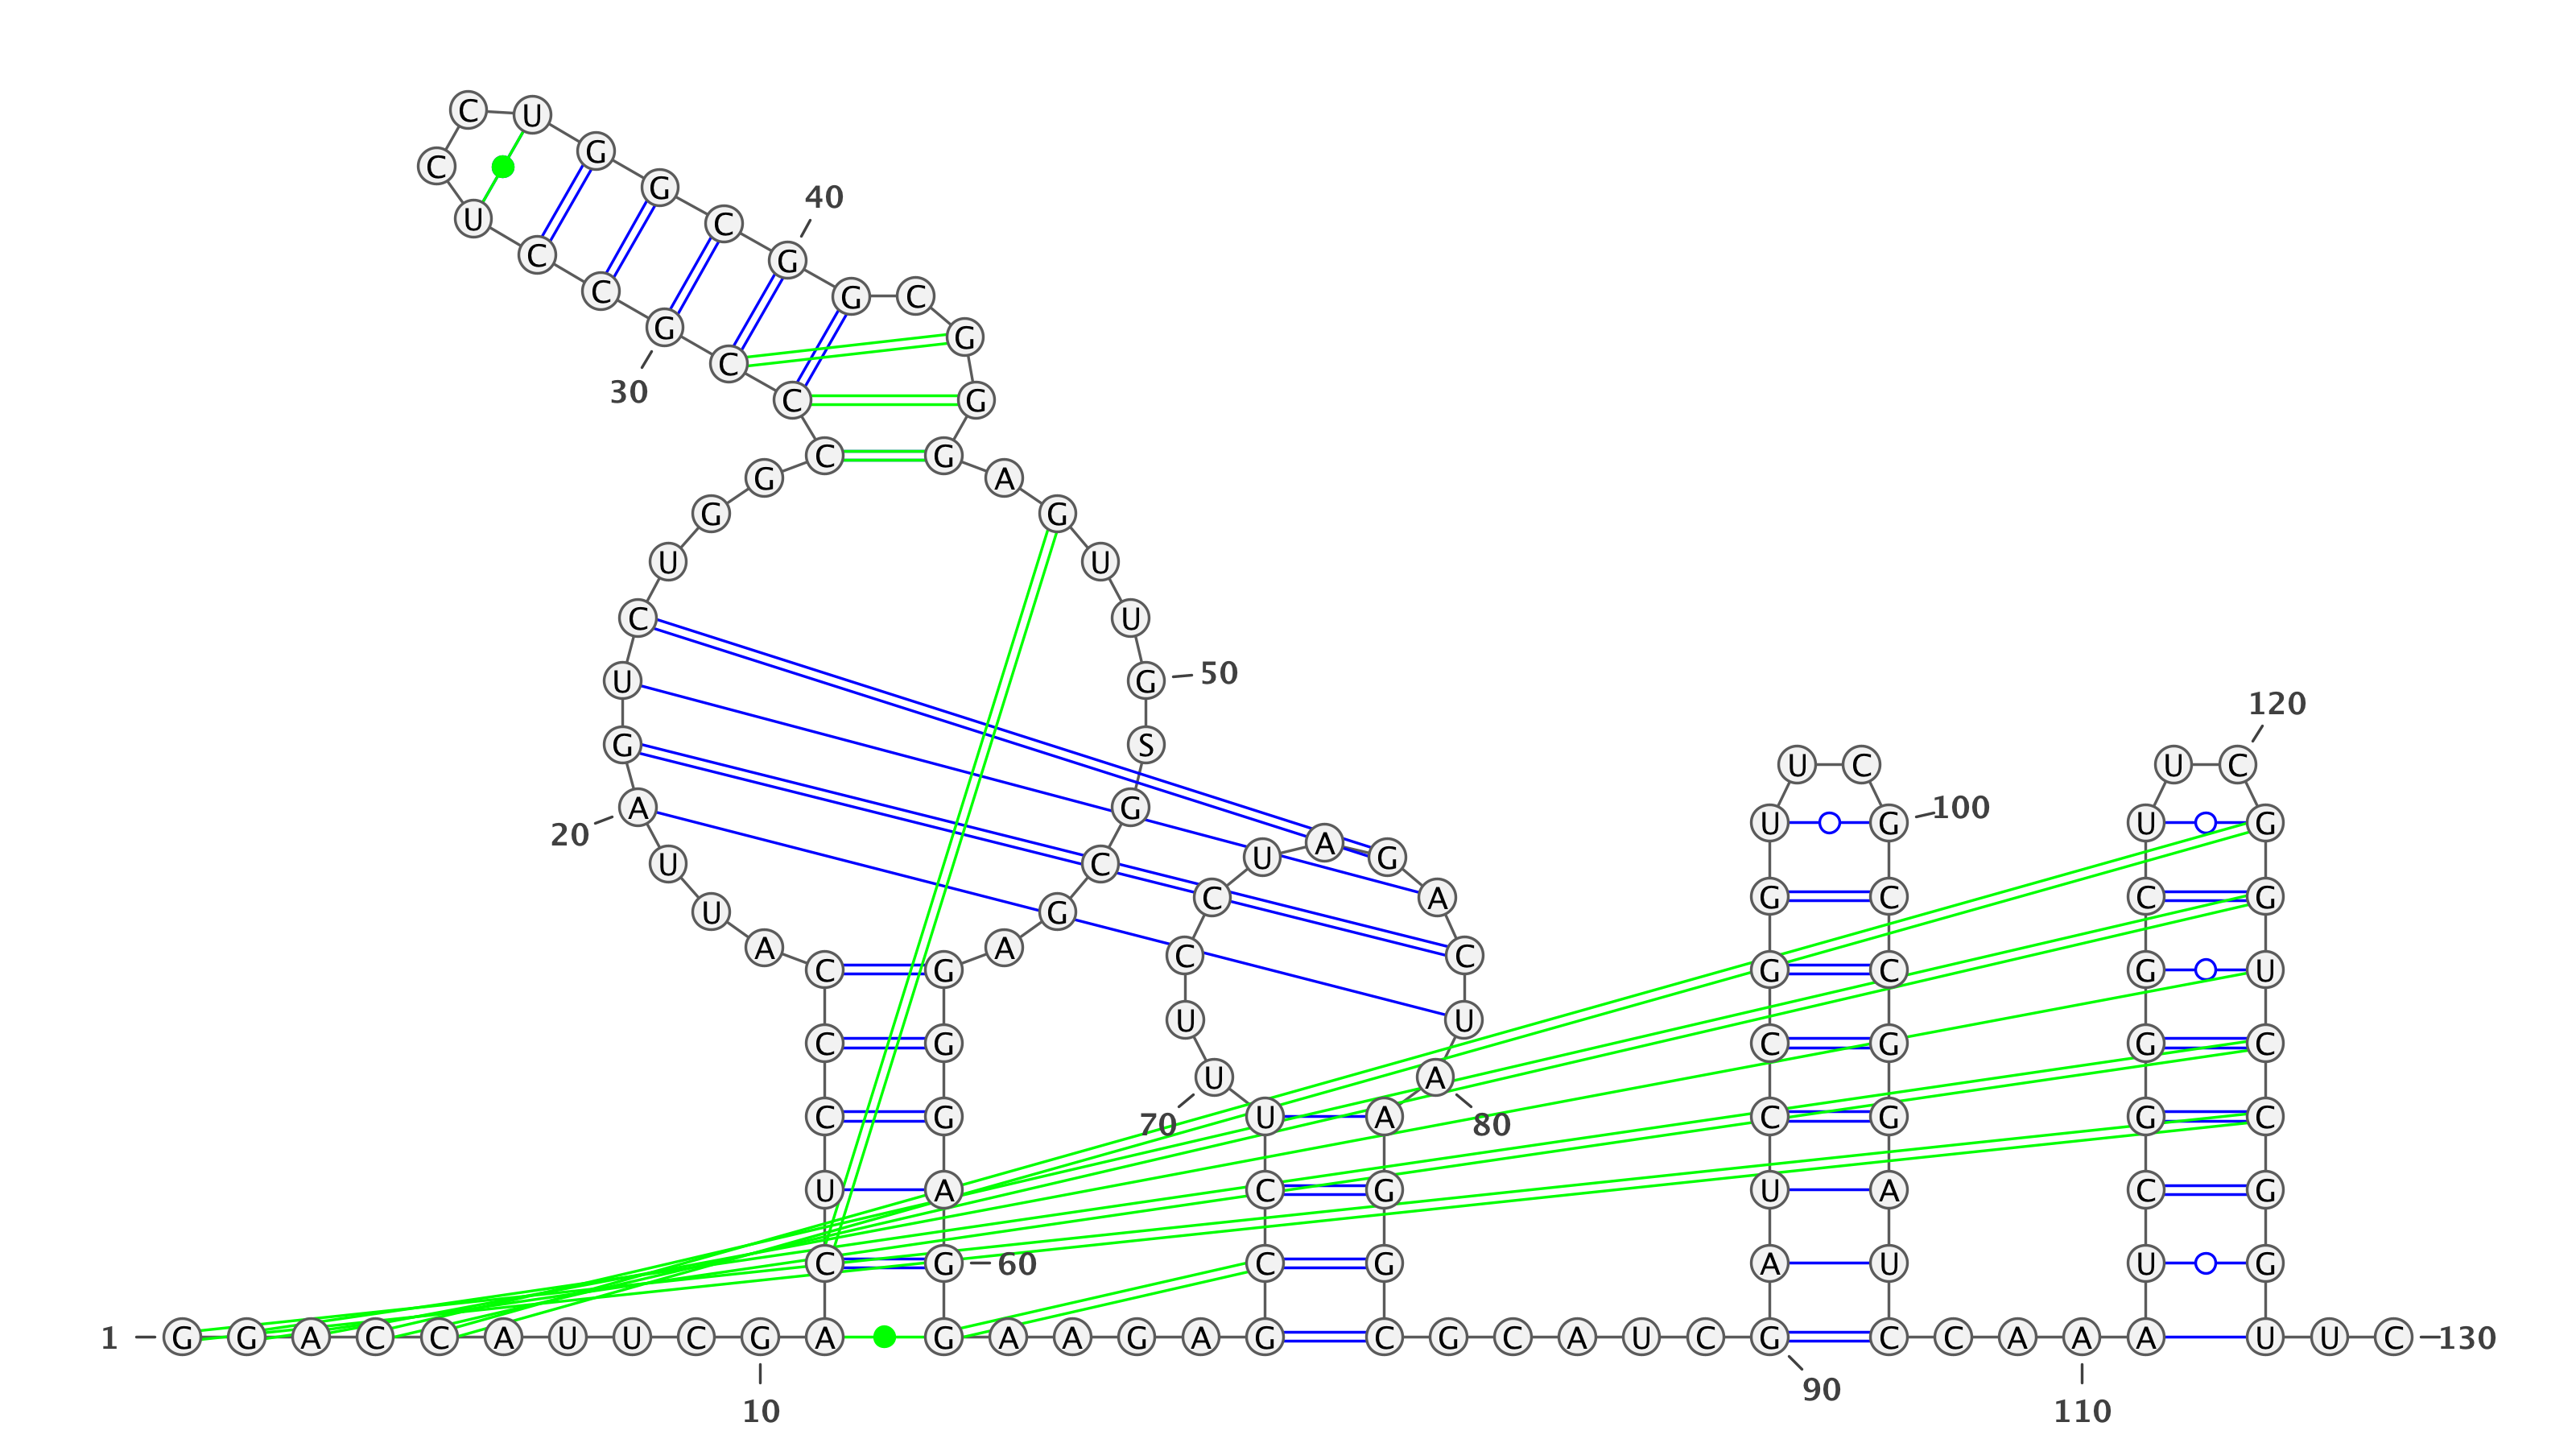 C U
G
C
G 40
U C
C G
C G C
G G
C
30
C G
C G
G A
G G
U U
C U
U G 50
120
G S U C U C
A G 100
U G U G
20
U A G
U C
C A G C C G
U G
A A
C C
C G G C G U
U U
C G C G G C
U A
C G U A C G G C
70 80
U A C G U A C G
C G 60 C G A U U G
1 G G A C C A U U C G A G A A G A G C G C A U C G C C A A A U U C 130
90
10 110